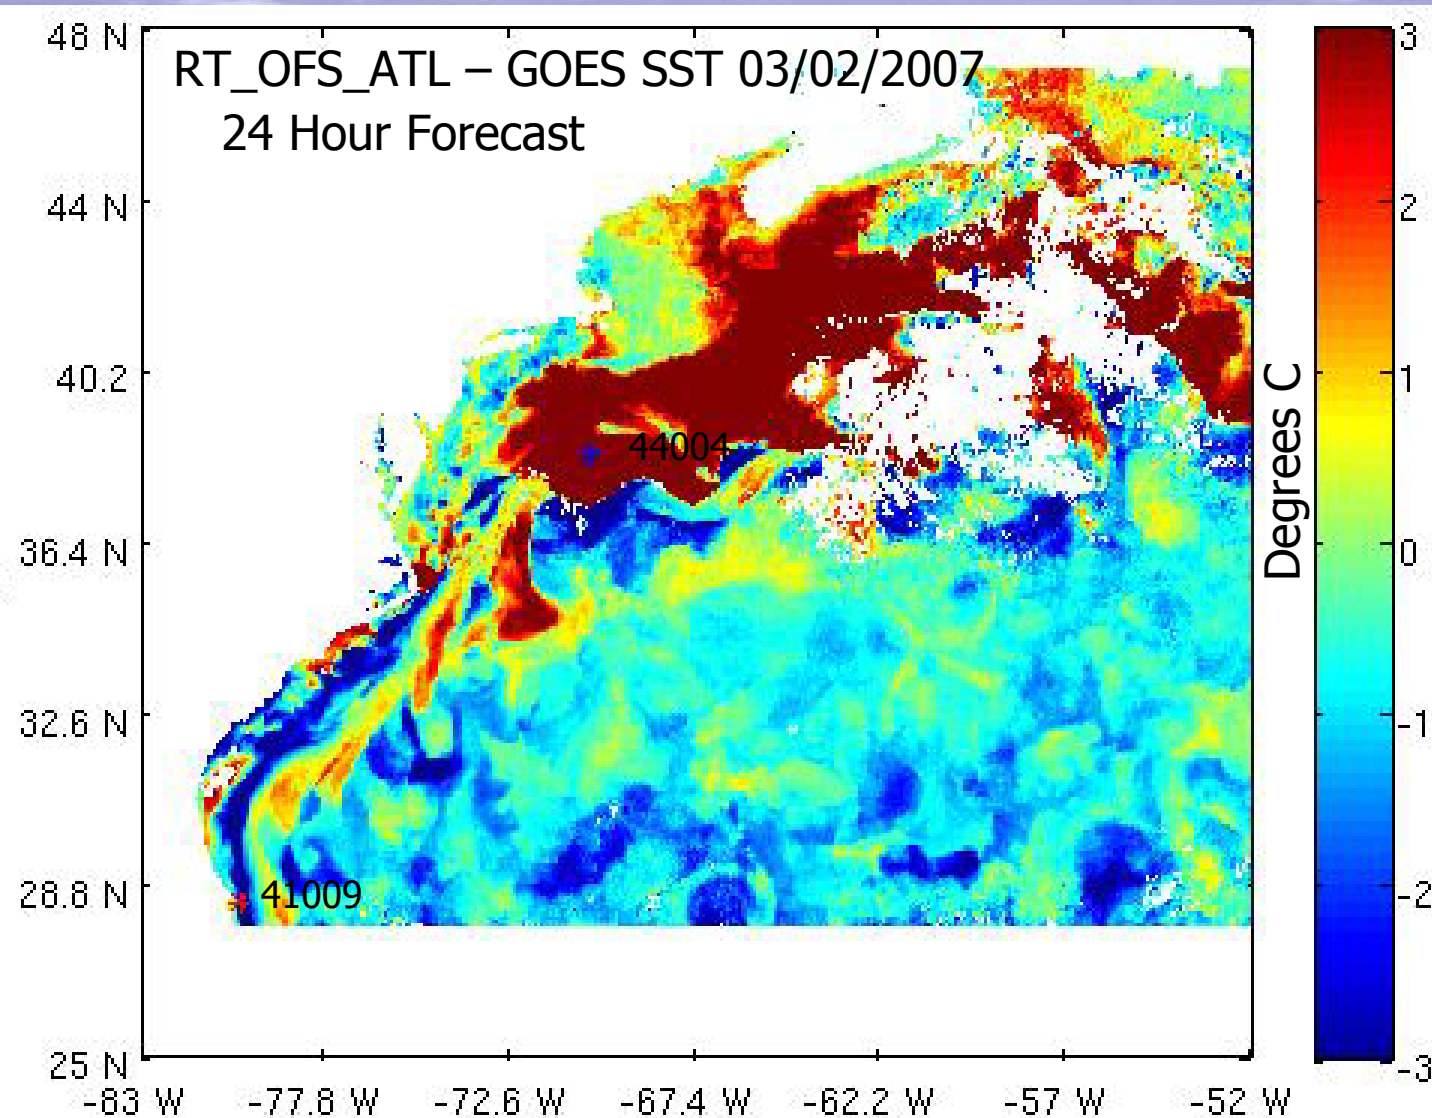 RT_OFS_ATL – GOES SST 03/02/2007
24 Hour Forecast
48 N
44 N
40.2
36.4 N
32.6 N
28.8 N
25 N
-83 W
-77.8 W
-72.6 W
-67.4 W
-62.2 W
-57 W
-52 W
44004
41009
Degrees C
3
2
1
0
-1
-2
-3